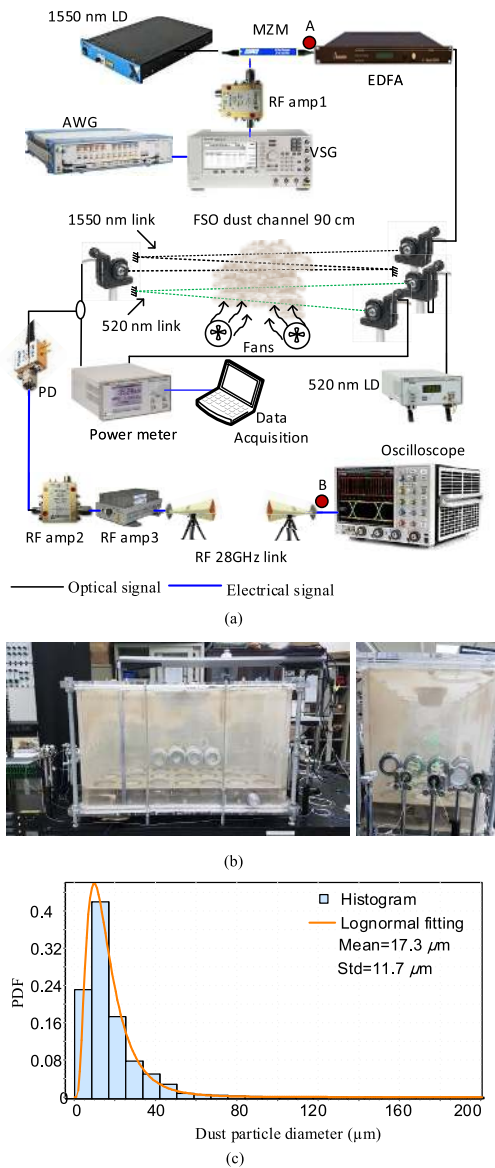 1550 nm LD
MZM
A
EDFA
RF amp1
AWG
VSG
1550 nm link
FSO dust channel 90 cm
520 nm link
Fans
PD
520 nm LD
Power meter
Data
Acquisition
Oscilloscope
B
RF amp2
RF amp3
RF 28GHz link
Optical signal
Electrical signal
(a)
(b)
Histogram
Lognormal fitting
Mean=17.3 µm
Std=11.7 µm
PDF
0.4
0.32
0.24
0.16
0.08
0
0 40 80 120 160 200
Dust particle diameter (µm)
(c)